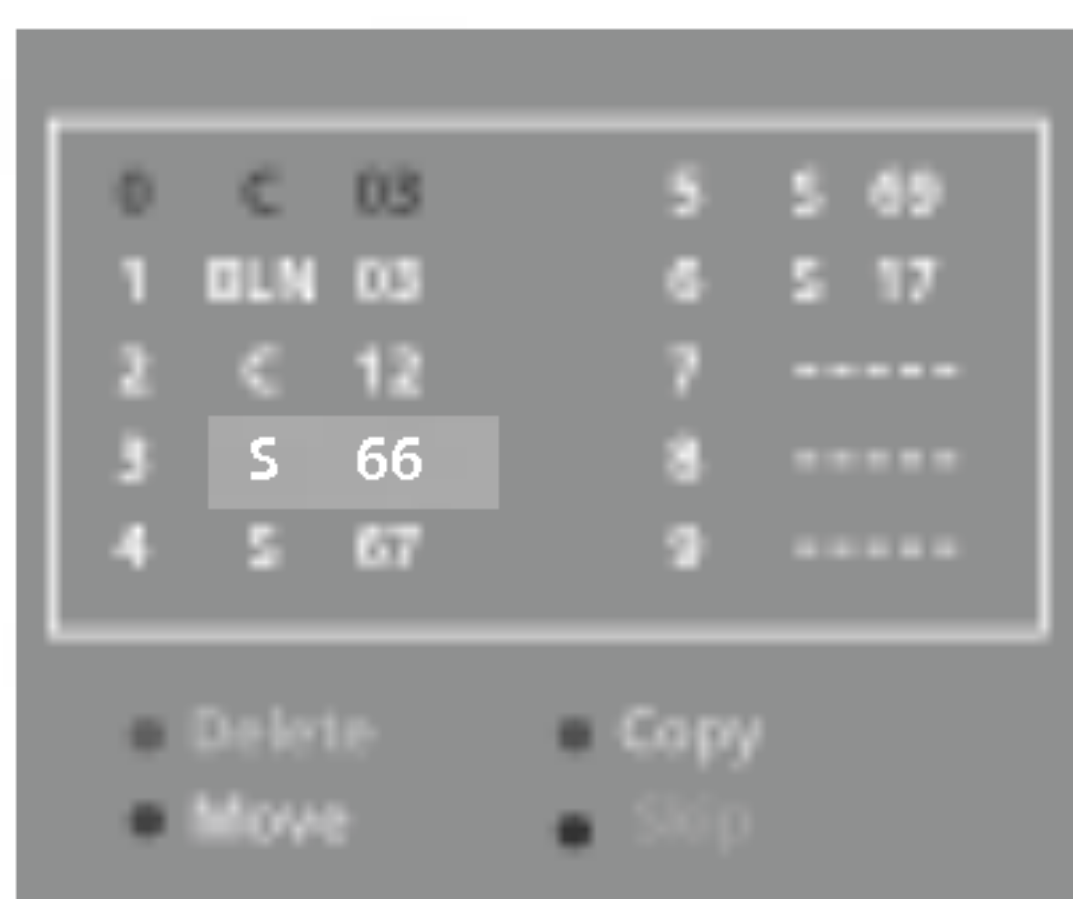 0 C 03 5 S 69
1 BLN 03 6 S 17
2 C 12 7 -----
3 S 66 8 -----
4 S 67 9 -----
Delete Copy
Move Skip